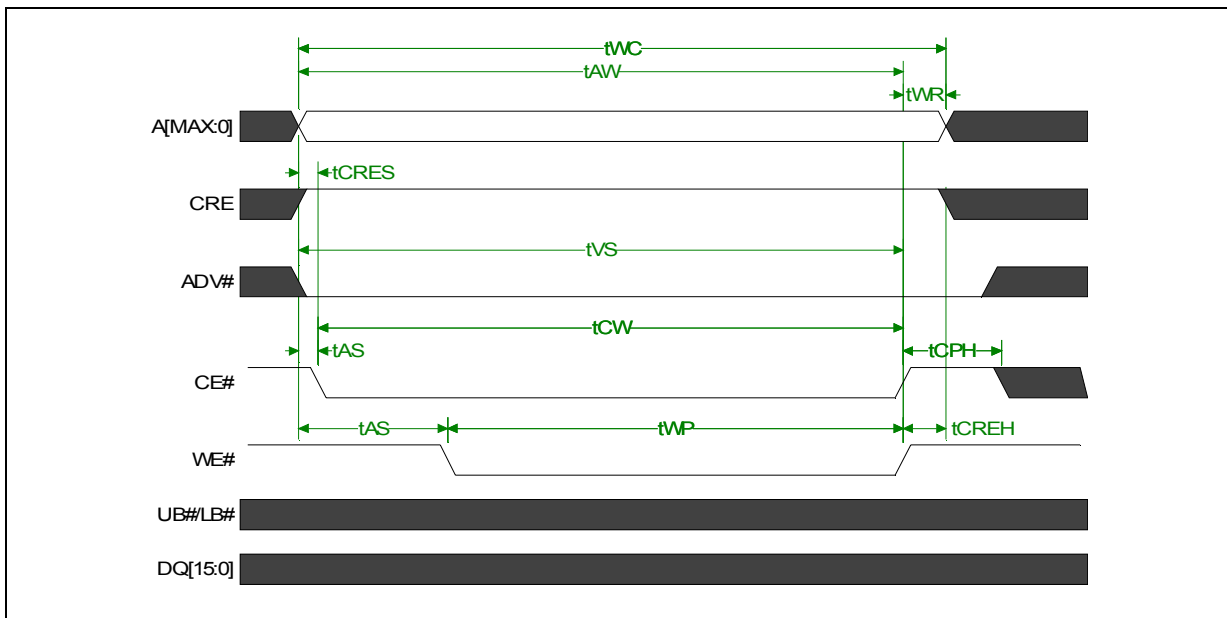 tWC
tAW
tWR
A[MAX:0]
tCRES
CRE
tVS
ADV#
tCW
tAS
tCPH
CE#
tAS
tWP
tCREH
WE#
UB#/LB#
DQ[15:0]